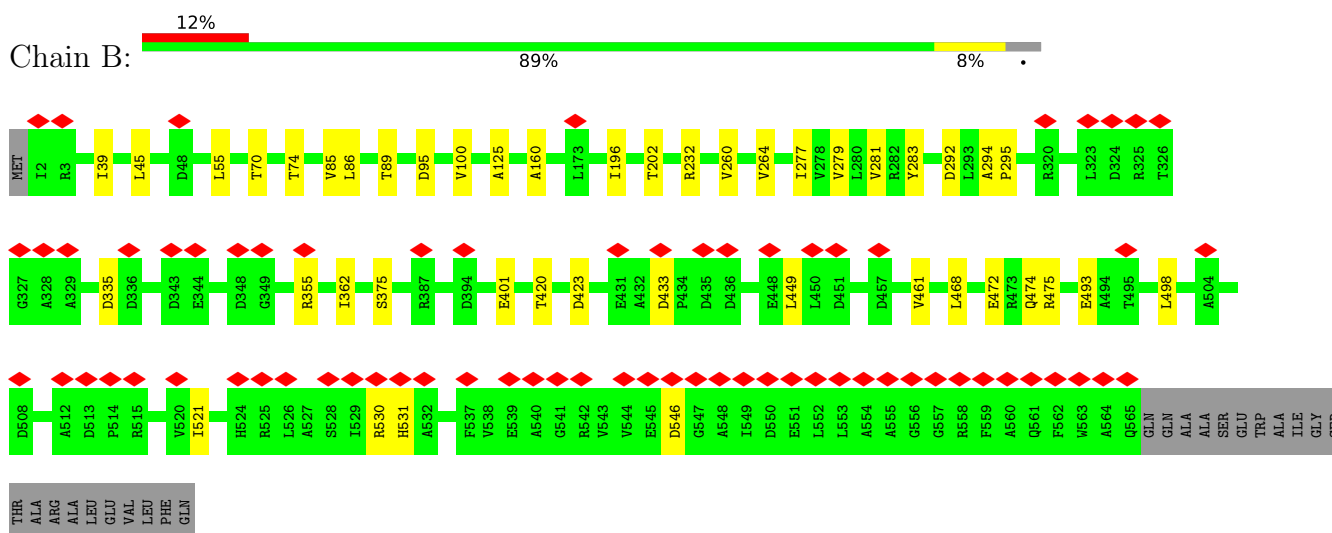 12%
Chain B:
89% 8% •
MET I2 R3 I39 L45 D48 L55 T70 T74 V85 L86 T89 D95 V100 A125 A160 L173 I196 T202 R232 V260 V264 I277 V278 V279 L280 V281 R282 Y283 D292 L293 A294 P295 R320 L323 D324 R325 T326
G327 A328 A329 D335 D336 D343 E344 D348 G349 R355 I362 S375 R387 D394 E401 T420 D423 E431 A432 D433 P434 D435 D436 E448 L449 L450 D451 D457 V461 L468 E472 R473 Q474 R475 E493 A494 T495 L498 A504
D508 A512 D513 P514 R515 V520 I521 H524 R525 L526 A527 S528 I529 R530 H531 A532 F537 V538 E539 A540 G541 R542 V543 V544 E545 D546 G547 A548 I549 D550 E551 L552 L553 A554 A555 G556 G557 R558 F559 A560 Q561 F562 W563 A564 Q565 GLN GLN ALA ALA SER GLU TRP ALA ILE GLY
THR ALA ARG ALA LEU GLU VAL LEU PHE GLN